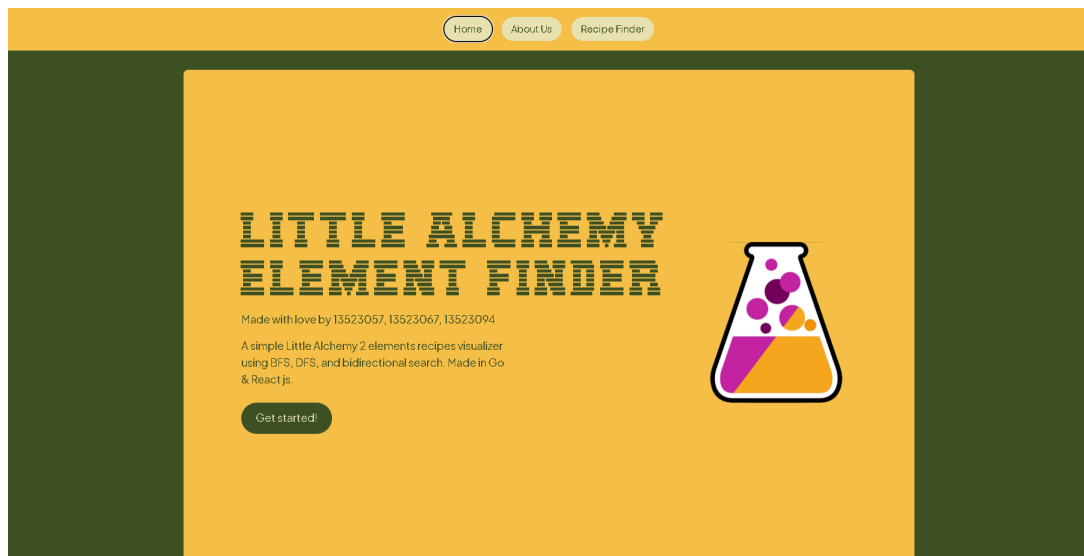 Home
About Us
Recipe Finder
LITTLE ALCHEMY
ELEMENT FINDER
Made with love by 13523057, 13523067, 13523094
A simple Little Alchemy 2 elements recipes visualizer
using BFS, DFS, and bidirectional search. Made in Go
& React js.
Get started!